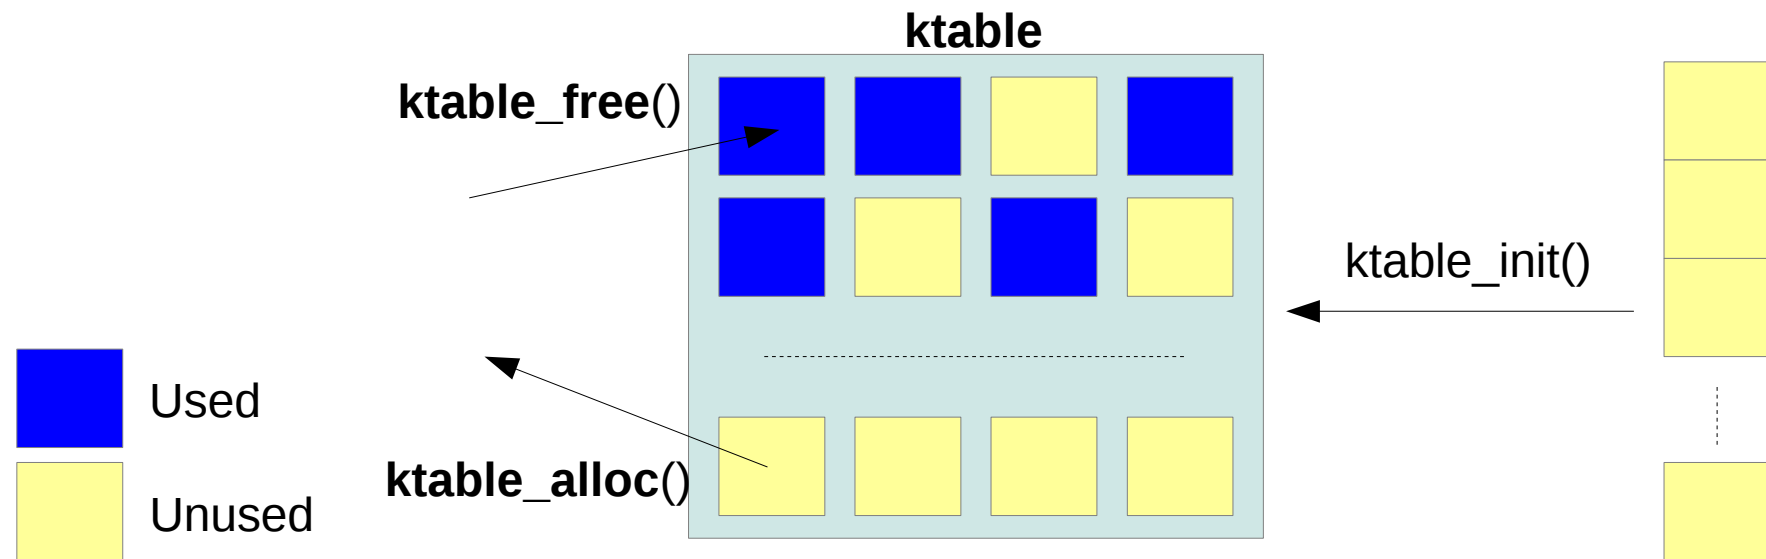 ktable
ktable_free()
ktable_init()
Used
ktable_alloc()
Unused